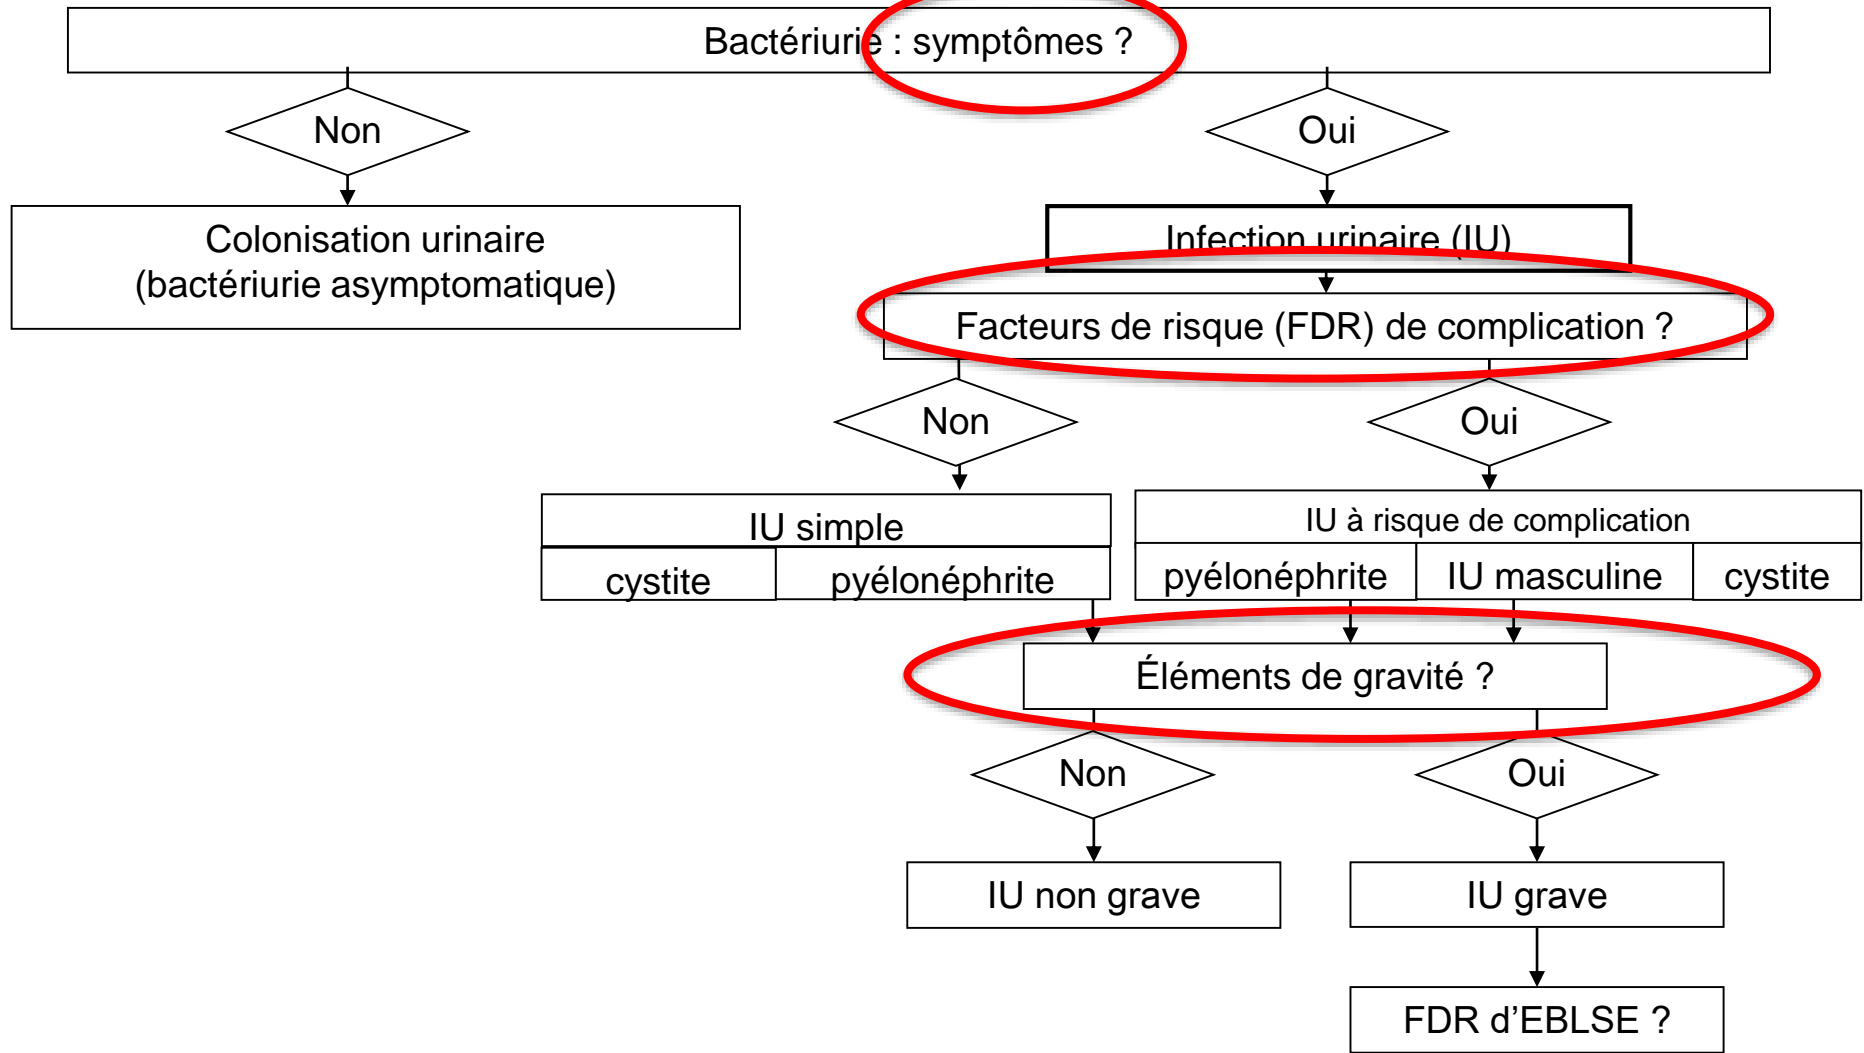 Bactériurie : symptômes ?
Non
Oui
Colonisation urinaire
(bactériurie asymptomatique)
Infection urinaire (IU)
Facteurs de risque (FDR) de complication ?
Non
Oui
IU simple
cystite
pyélonéphrite
IU à risque de complication
pyélonéphrite
IU masculine
cystite
Éléments de gravité ?
Non
Oui
IU non grave
IU grave
FDR d’EBLSE ?